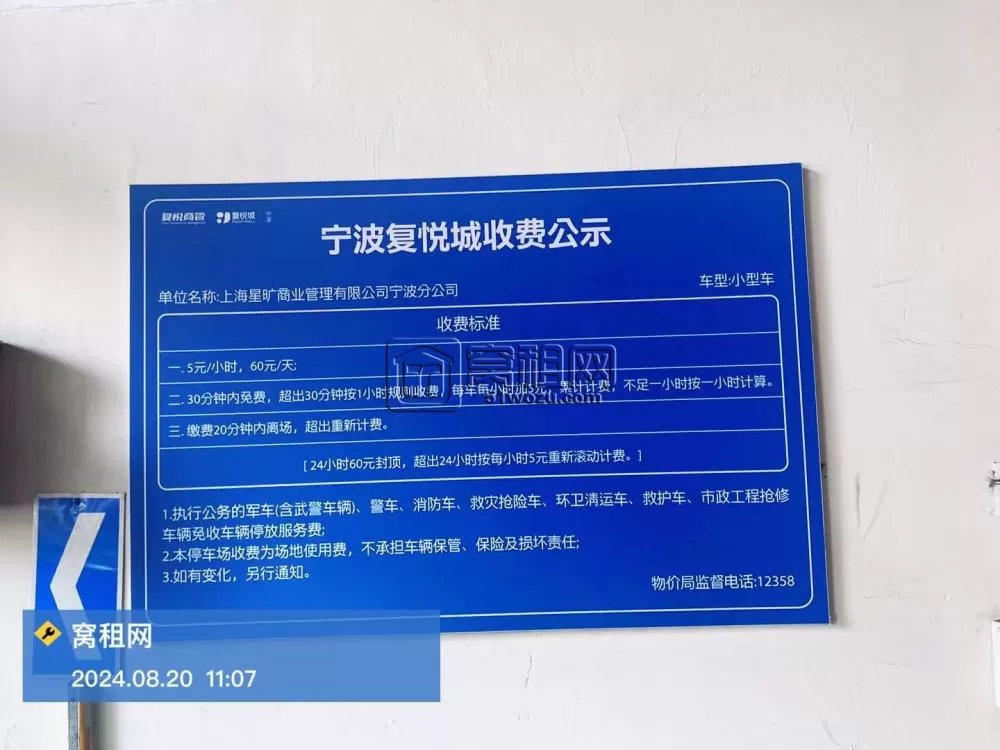 复悦商管 复悦城 宁波
宁波复悦城收费公示
单位名称:上海星旷商业管理有限公司宁波分公司
车型:小型车
收费标准
一. 5元/小时，60元/天;
二. 30分钟内免费，超出30分钟按1小时规则收费，每车每小时加5元，累计计费，不足一小时按一小时计算。
三. 缴费20分钟内离场，超出重新计费。
[ 24小时60元封顶，超出24小时按每小时5元重新滚动计费。]
1.执行公务的军车(含武警车辆)、警车、消防车、救灾抢险车、环卫清运车、救护车、市政工程抢修
车辆免收车辆停放服务费;
2.本停车场收费为场地使用费，不承担车辆保管、保险及损坏责任;
3.如有变化，另行通知。
物价局监督电话:12358
窝租网
51wozu.com
窝租网
2024.08.20 11:07